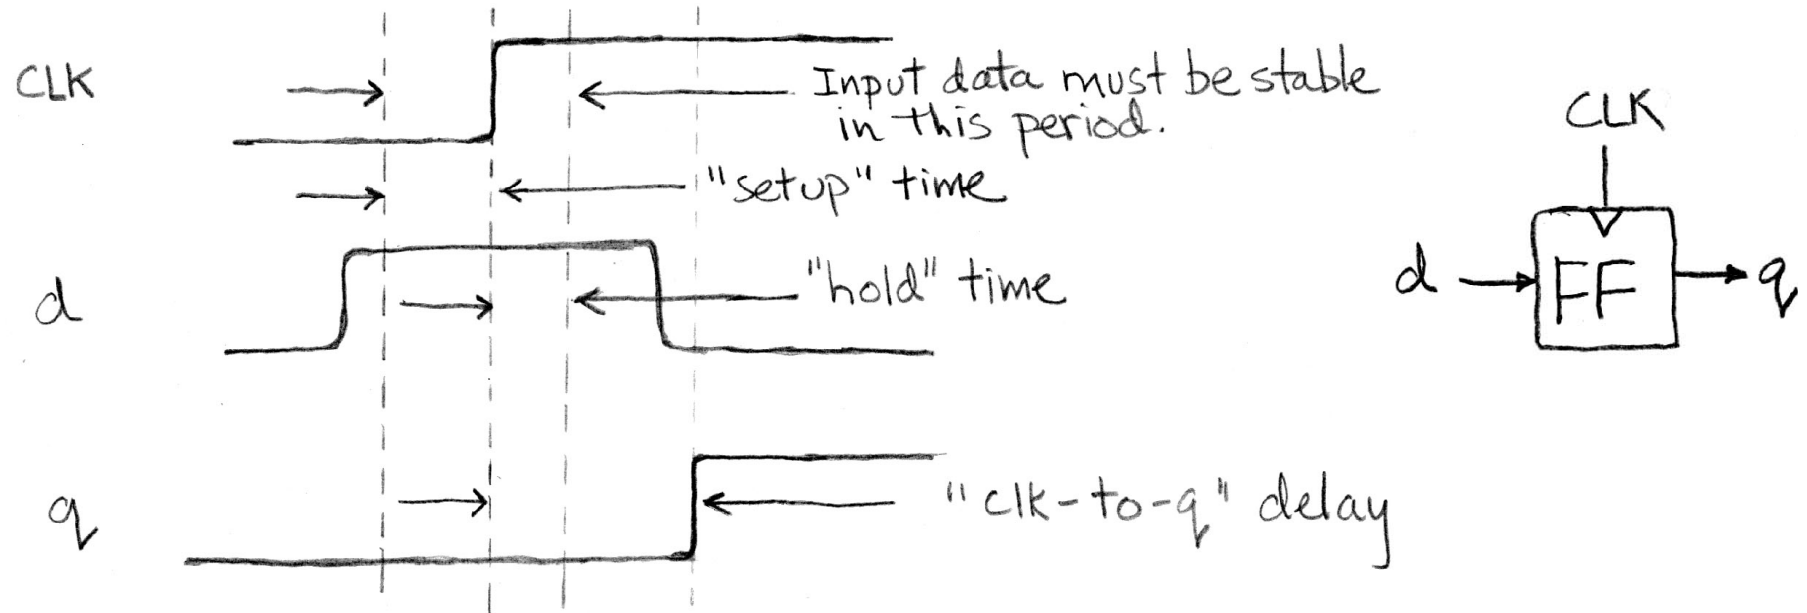 CLK
Input data must be stable
in this period.
"setup" time
d
"hold" time
q
"clk-to-q" delay
CLK
d
FF
q